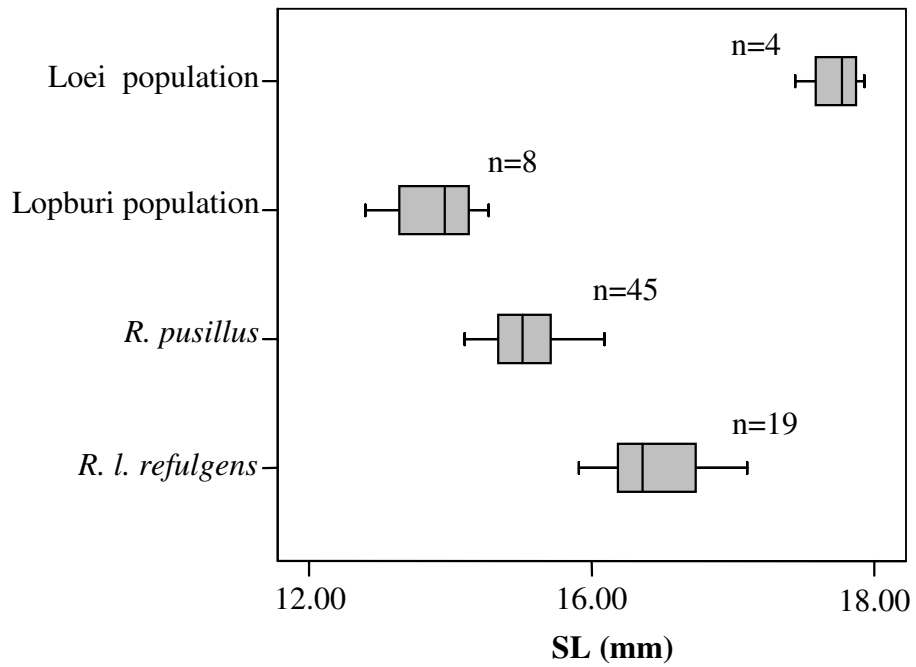 n=4
Loei population
n=8
Lopburi population
n=45
R. pusillus
n=19
R. l. refulgens
12.00 16.00 18.00
SL (mm)